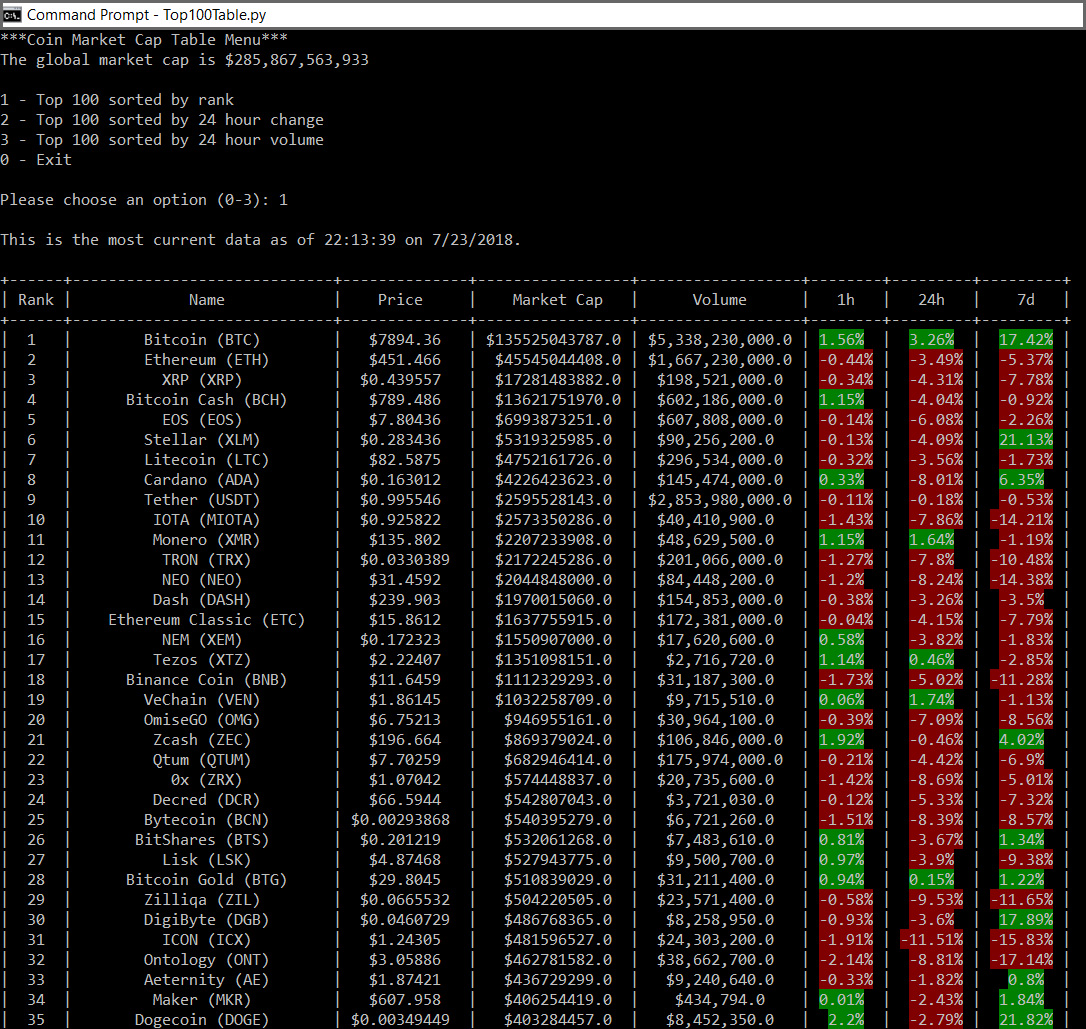 Command Prompt - Top100Table.py
***Coin Market Cap Table Menu***
The global market cap is $285,867,563,933
1 - Top 100 sorted by rank
2 - Top 100 sorted by 24 hour change
3 - Top 100 sorted by 24 hour volume
0 - Exit
Please choose an option (0-3): 1
This is the most current data as of 22:13:39 on 7/23/2018.
| Rank | Name | Price | Market Cap | Volume | 1h | 24h | 7d |
| 1 | Bitcoin (BTC) | $7894.36 | $135525043787.0 | $5,338,230,000.0 | 1.56% | 3.26% | 17.42% |
| 2 | Ethereum (ETH) | $451.466 | $45545044408.0 | $1,667,230,000.0 | -0.44% | -3.49% | -5.37% |
| 3 | XRP (XRP) | $0.439557 | $17281483882.0 | $198,521,000.0 | -0.34% | -4.31% | -7.78% |
| 4 | Bitcoin Cash (BCH) | $789.486 | $13621751970.0 | $602,186,000.0 | 1.15% | -4.04% | -0.92% |
| 5 | EOS (EOS) | $7.80436 | $6993873251.0 | $607,808,000.0 | -0.14% | -6.08% | -2.26% |
| 6 | Stellar (XLM) | $0.283436 | $5319325985.0 | $90,256,200.0 | -0.13% | -4.09% | 21.13% |
| 7 | Litecoin (LTC) | $82.5875 | $4752161726.0 | $296,534,000.0 | -0.32% | -3.56% | -1.73% |
| 8 | Cardano (ADA) | $0.163012 | $4226423623.0 | $145,474,000.0 | 0.33% | -8.01% | 6.35% |
| 9 | Tether (USDT) | $0.995546 | $2595528143.0 | $2,853,980,000.0 | -0.11% | -0.18% | -0.53% |
| 10 | IOTA (MIOTA) | $0.925822 | $2573350286.0 | $40,410,900.0 | -1.43% | -7.86% | -14.21% |
| 11 | Monero (XMR) | $135.802 | $2207233908.0 | $48,629,500.0 | 1.15% | 1.64% | -1.19% |
| 12 | TRON (TRX) | $0.0330389 | $2172245286.0 | $201,066,000.0 | -1.27% | -7.8% | -10.48% |
| 13 | NEO (NEO) | $31.4592 | $2044848000.0 | $84,448,200.0 | -1.2% | -8.24% | -14.38% |
| 14 | Dash (DASH) | $239.903 | $1970015060.0 | $154,853,000.0 | -0.38% | -3.26% | -3.5% |
| 15 | Ethereum Classic (ETC) | $15.8612 | $1637755915.0 | $172,381,000.0 | -0.04% | -4.15% | -7.79% |
| 16 | NEM (XEM) | $0.172323 | $1550907000.0 | $17,620,600.0 | 0.58% | -3.82% | -1.83% |
| 17 | Tezos (XTZ) | $2.22407 | $1351098151.0 | $2,716,720.0 | 1.14% | 0.46% | -2.85% |
| 18 | Binance Coin (BNB) | $11.6459 | $1112329293.0 | $31,187,300.0 | -1.73% | -5.02% | -11.28% |
| 19 | VeChain (VEN) | $1.86145 | $1032258709.0 | $9,715,510.0 | 0.06% | 1.74% | -1.13% |
| 20 | OmiseGO (OMG) | $6.75213 | $946955161.0 | $30,964,100.0 | -0.39% | -7.09% | -8.56% |
| 21 | Zcash (ZEC) | $196.664 | $869379024.0 | $106,846,000.0 | 1.92% | -0.46% | 4.02% |
| 22 | Qtum (QTUM) | $7.70259 | $682946414.0 | $175,974,000.0 | -0.21% | -4.42% | -6.9% |
| 23 | 0x (ZRX) | $1.07042 | $574448837.0 | $20,735,600.0 | -1.42% | -8.69% | -5.01% |
| 24 | Decred (DCR) | $66.5944 | $542807043.0 | $3,721,030.0 | -0.12% | -5.33% | -7.32% |
| 25 | Bytecoin (BCN) | $0.00293868 | $540395279.0 | $6,721,260.0 | -1.51% | -8.39% | -8.57% |
| 26 | BitShares (BTS) | $0.201219 | $532061268.0 | $7,483,610.0 | 0.81% | -3.67% | 1.34% |
| 27 | Lisk (LSK) | $4.87468 | $527943775.0 | $9,500,700.0 | 0.97% | -3.9% | -9.38% |
| 28 | Bitcoin Gold (BTG) | $29.8045 | $510839029.0 | $31,211,400.0 | 0.94% | 0.15% | 1.22% |
| 29 | Zilliqa (ZIL) | $0.0665532 | $504220505.0 | $23,571,400.0 | -0.58% | -9.53% | -11.65% |
| 30 | DigiByte (DGB) | $0.0460729 | $486768365.0 | $8,258,950.0 | -0.93% | -3.6% | 17.89% |
| 31 | ICON (ICX) | $1.24305 | $481596527.0 | $24,303,200.0 | -1.91% | -11.51% | -15.83% |
| 32 | Ontology (ONT) | $3.05886 | $462781582.0 | $38,662,700.0 | -2.14% | -8.81% | -17.14% |
| 33 | Aeternity (AE) | $1.87421 | $436729299.0 | $9,240,640.0 | -0.33% | -1.82% | 0.8% |
| 34 | Maker (MKR) | $607.958 | $406254419.0 | $434,794.0 | 0.01% | -2.43% | 1.84% |
| 35 | Dogecoin (DOGE) | $0.00349449 | $403284457.0 | $8,452,350.0 | 2.2% | -2.79% | 21.82% |